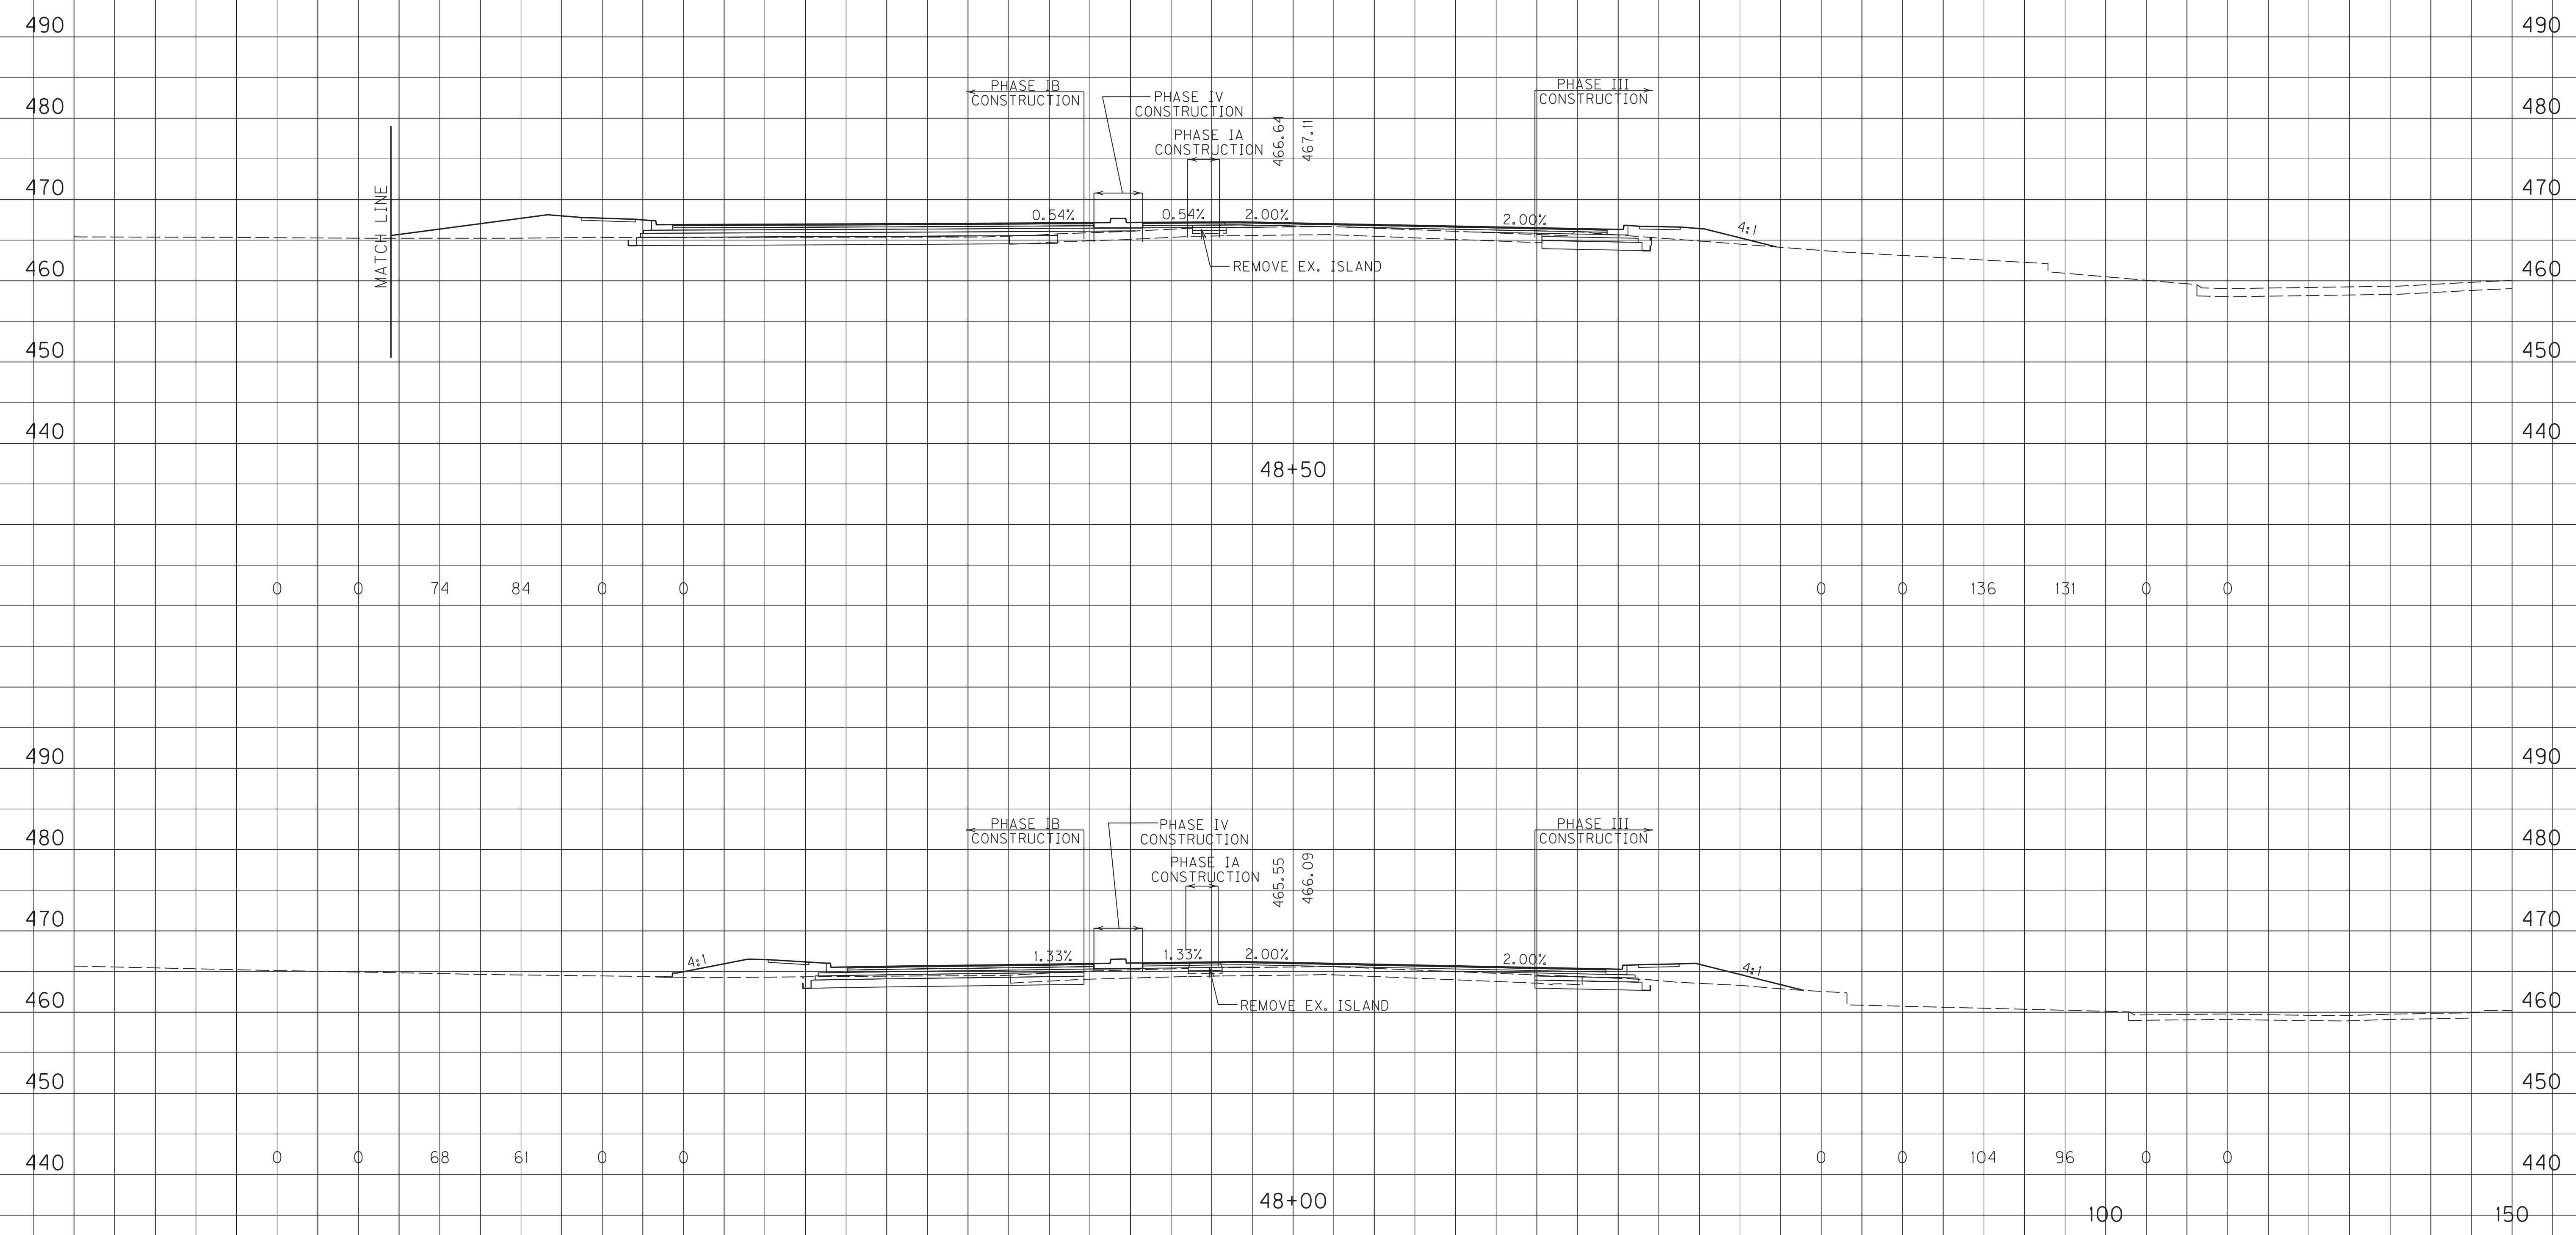 490 490
PHASE IB
CONSTRUCTION
PHASE IV
CONSTRUCTION
PHASE III
CONSTRUCTION
480 480
PHASE IA
CONSTRUCTION
466.64
467.11
MATCH LINE
470 470
0.54% 0.54% 2.00% 2.00% 4:1
REMOVE EX. ISLAND
460 460
450 450
440 440
48+50
0 0 74 84 0 0 0 0 136 131 0 0
490 490
PHASE IB
CONSTRUCTION
PHASE IV
CONSTRUCTION
PHASE III
CONSTRUCTION
480 480
PHASE IA
CONSTRUCTION
465.55
466.09
470 470
4:1 1.33% 1.33% 2.00% 2.00% 4:1
REMOVE EX. ISLAND
460 460
450 450
0 0 68 61 0 0 0 0 104 96 0 0
440 440
48+00
100 150